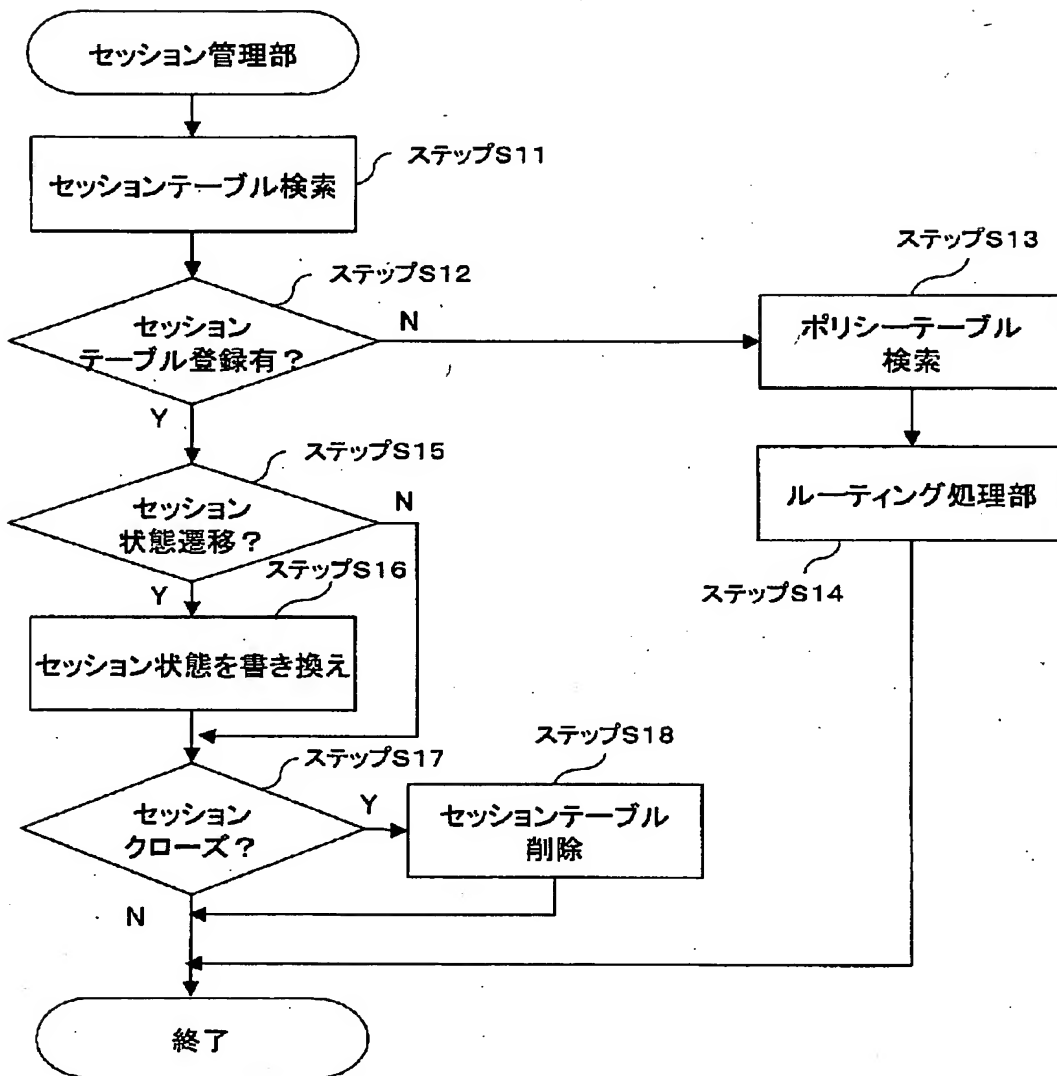 セッション管理部
ステップS11
セッションテーブル検索
ステップS12
セッション
テーブル登録有?
N
Y
ステップS13
ポリシーテーブル
検索
ルーティング処理部
ステップS14
ステップS15
セッション
状態遷移?
N
Y
ステップS16
セッション状態を書き換え
ステップS17
セッション
クローズ?
Y
N
ステップS18
セッションテーブル
削除
終了